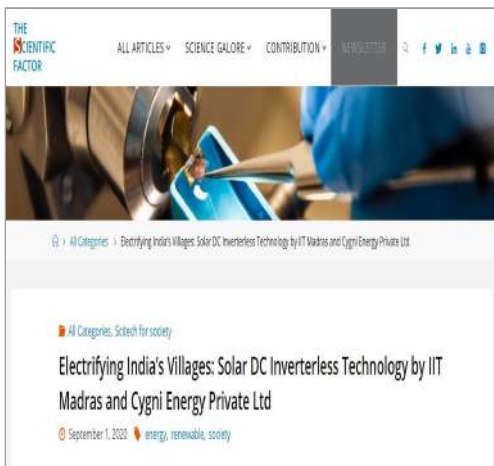 THE
SCIENTIFIC
FACTOR
ALL ARTICLES
SCIENCE GALORE
CONTRIBUTION
NEWSLETTER
All Categories > Electrifying India's Villages: Solar DC Inverterless Technology by IIT Madras and Cygni Energy Private Ltd
All Categories, Scitech for society
Electrifying India's Villages: Solar DC Inverterless Technology by IIT
Madras and Cygni Energy Private Ltd
September 1, 2020 energy, renewable, society